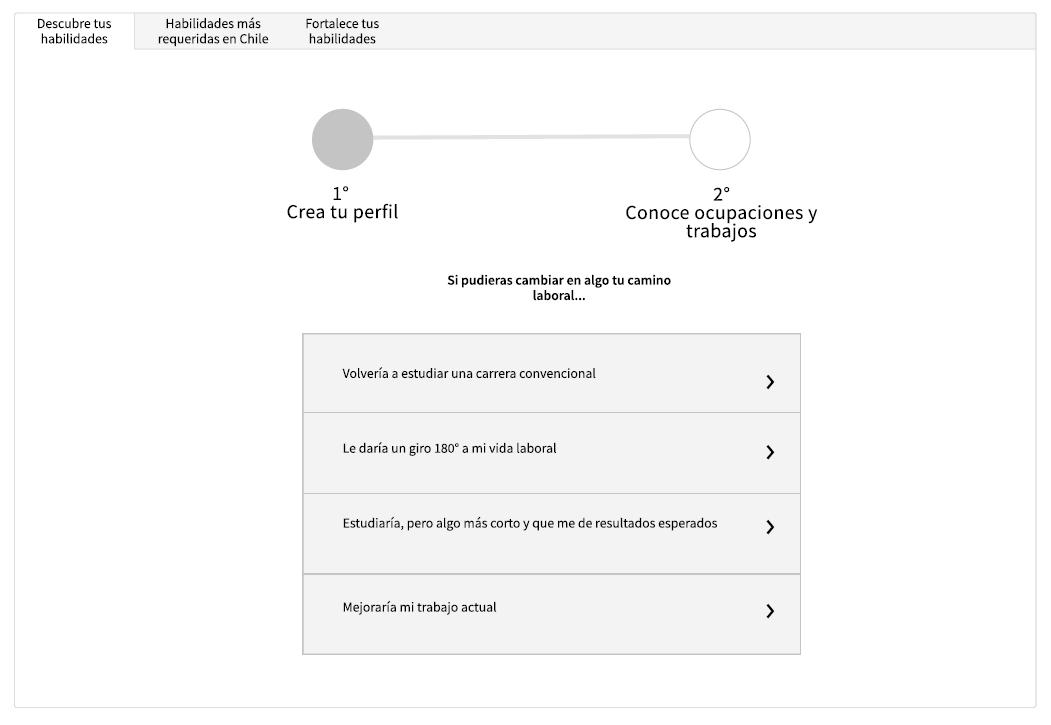 Descubre tus
habilidades
Habilidades más
requeridas en Chile
Fortalece tus
habilidades
1°
Crea tu perfil
2°
Conoce ocupaciones y
trabajos
Si pudieras cambiar en algo tu camino
laboral...
Volvería a estudiar una carrera convencional
Le daría un giro 180° a mi vida laboral
Estudiaría, pero algo más corto y que me de resultados esperados
Mejoraría mi trabajo actual